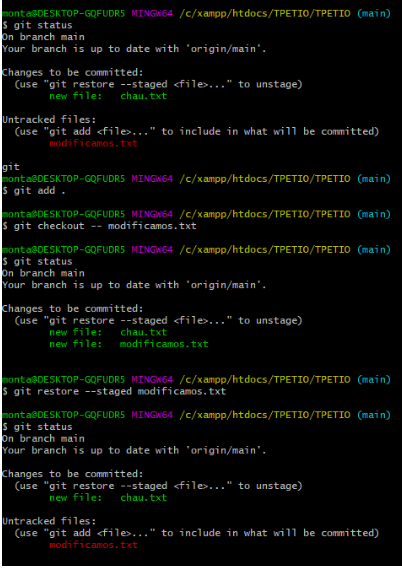 monta@DESKTOP-GQFUDR5 MINGW64 /c/xampp/htdocs/TPETIO/TPETIO (main)
$ git status
On branch main
Your branch is up to date with 'origin/main'.
Changes to be committed:
(use "git restore --staged <file>..." to unstage)
new file: chau.txt
Untracked files:
(use "git add <file>..." to include in what will be committed)
modificamos.txt
git
monta@DESKTOP-GQFUDR5 MINGW64 /c/xampp/htdocs/TPETIO/TPETIO (main)
$ git add .
monta@DESKTOP-GQFUDR5 MINGW64 /c/xampp/htdocs/TPETIO/TPETIO (main)
$ git checkout -- modificamos.txt
monta@DESKTOP-GQFUDR5 MINGW64 /c/xampp/htdocs/TPETIO/TPETIO (main)
$ git status
On branch main
Your branch is up to date with 'origin/main'.
Changes to be committed:
(use "git restore --staged <file>..." to unstage)
new file: chau.txt
new file: modificamos.txt
monta@DESKTOP-GQFUDR5 MINGW64 /c/xampp/htdocs/TPETIO/TPETIO (main)
$ git restore --staged modificamos.txt
monta@DESKTOP-GQFUDR5 MINGW64 /c/xampp/htdocs/TPETIO/TPETIO (main)
$ git status
On branch main
Your branch is up to date with 'origin/main'.
Changes to be committed:
(use "git restore --staged <file>..." to unstage)
new file: chau.txt
Untracked files:
(use "git add <file>..." to include in what will be committed)
modificamos.txt